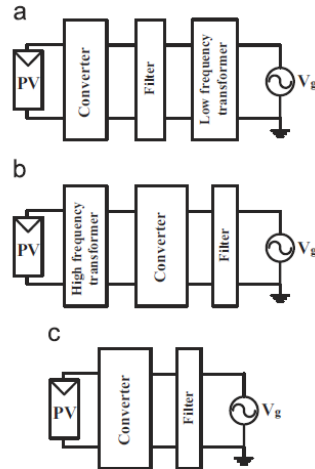 a
PV
Converter
Filter
Low frequency
transformer
Vg
b
PV
High frequency
transformer
Converter
Filter
Vg
c
PV
Converter
Filter
Vg